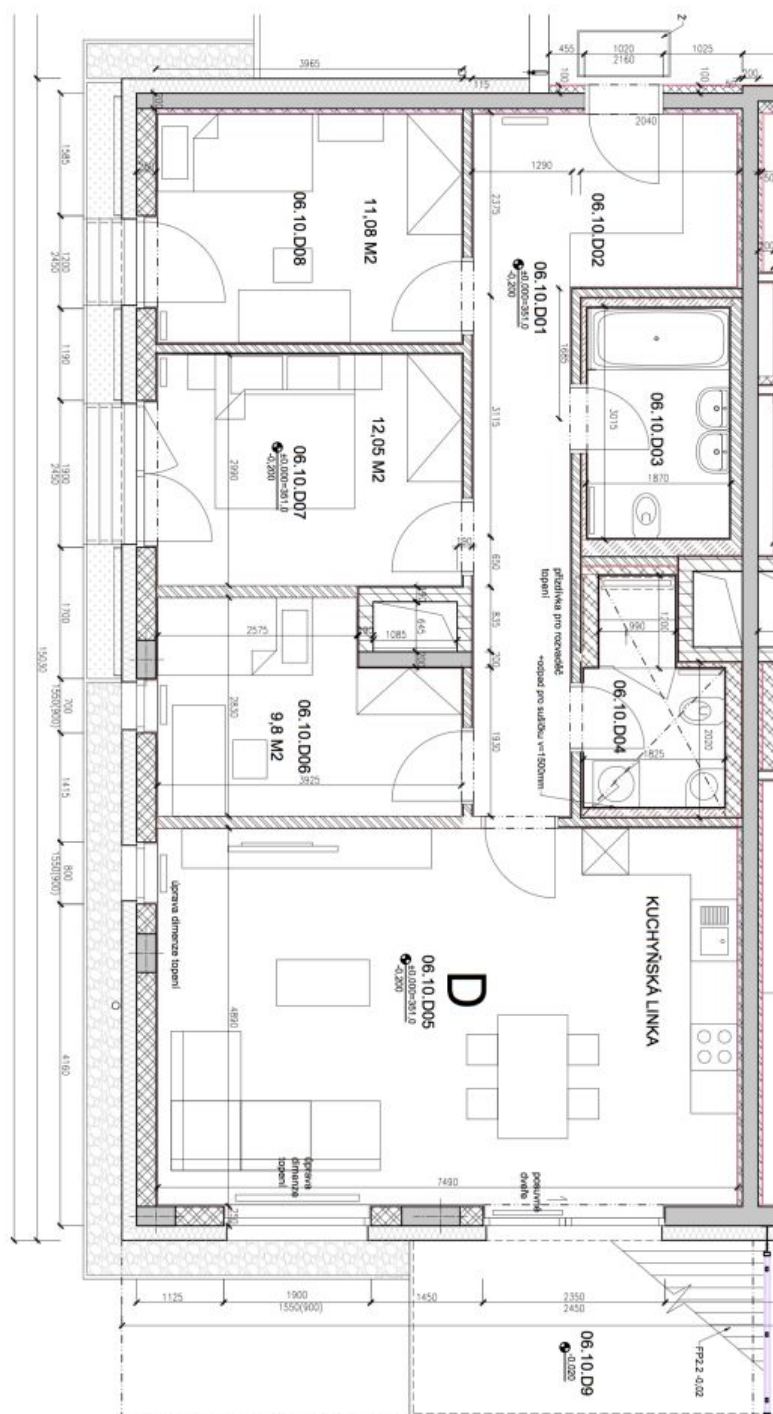 2
455
1020
2160
1025
200
3965
115
100
100
2040
1290
2375
06.10.D02
11,08 M2
06.10.D08
06.10.D01
±0,000=351,0
-0,200
1585
1200
2450
1190
1685
3015
06.10.D03
1870
3115
12,05 M2
06.10.D07
±0,000=351,0
-0,200
2990
1900
2450
650
přizdívka pro rozvaděč
topení
+odpad pro sušičku v=1500mm
1700
2575
1085
645
835
200
990
1200
06.10.D04
2020
1825
06.10.D06
9,8 M2
2830
3925
1930
15030
700
1550(900)
1415
800
1550(900)
úprava dimenze topení
KUCHYŇSKÁ LINKA
D
06.10.D05
±0,000=351,0
-0,200
4890
4160
úprava
dimenze
topení
posuvné
dveře
7490
1125
1900
1550(900)
1450
2350
2450
06.10.D9
-0,020
FP2.2 -0,02